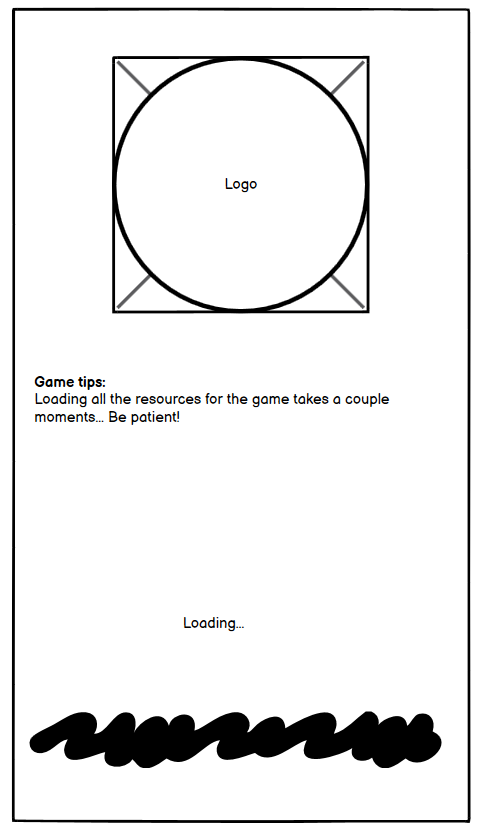 Logo
Game tips:
Loading all the resources for the game takes a couple
moments... Be patient!
Loading...